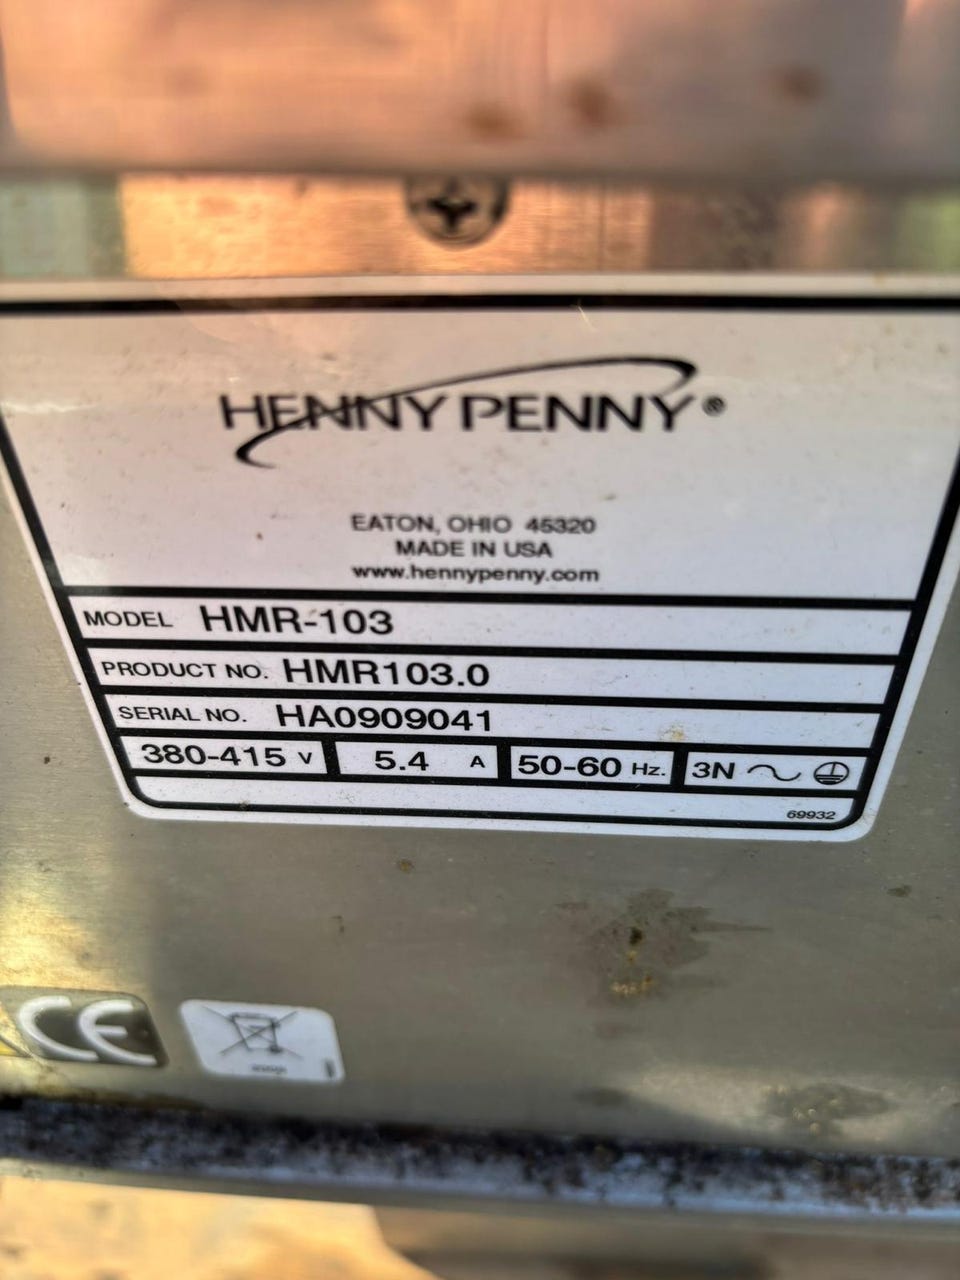 HENNY PENNY®
EATON, OHIO 45320
MADE IN USA
www.hennypenny.com
MODEL HMR-103
PRODUCT NO. HMR103.0
SERIAL NO. HA0909041
380-415 V 5.4 A 50-60 Hz. 3N
69932
CE